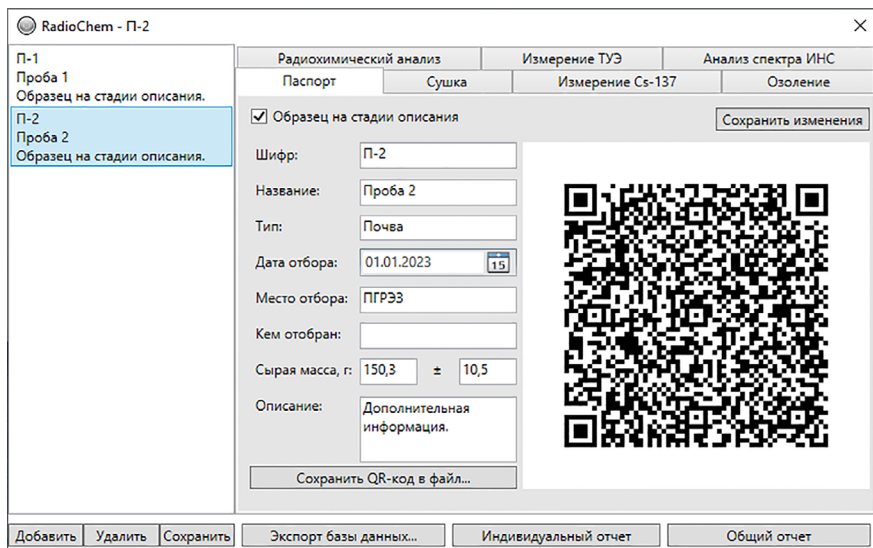 RadioChem - П-2
П-1
Проба 1
Образец на стадии описания.
П-2
Проба 2
Образец на стадии описания.
Радиохимический анализ
Измерение ТУЭ
Анализ спектра ИНС
Паспорт
Сушка
Измерение Cs-137
Озоление
Образец на стадии описания
Сохранить изменения
Шифр: П-2
Название: Проба 2
Тип: Почва
Дата отбора: 01.01.2023 15
Место отбора: ПГРЭЗ
Кем отобран:
Сырая масса, г: 150,3 ± 10,5
Описание: Дополнительная
информация.
Сохранить QR-код в файл...
Добавить
Удалить
Сохранить
Экспорт базы данных...
Индивидуальный отчет
Общий отчет